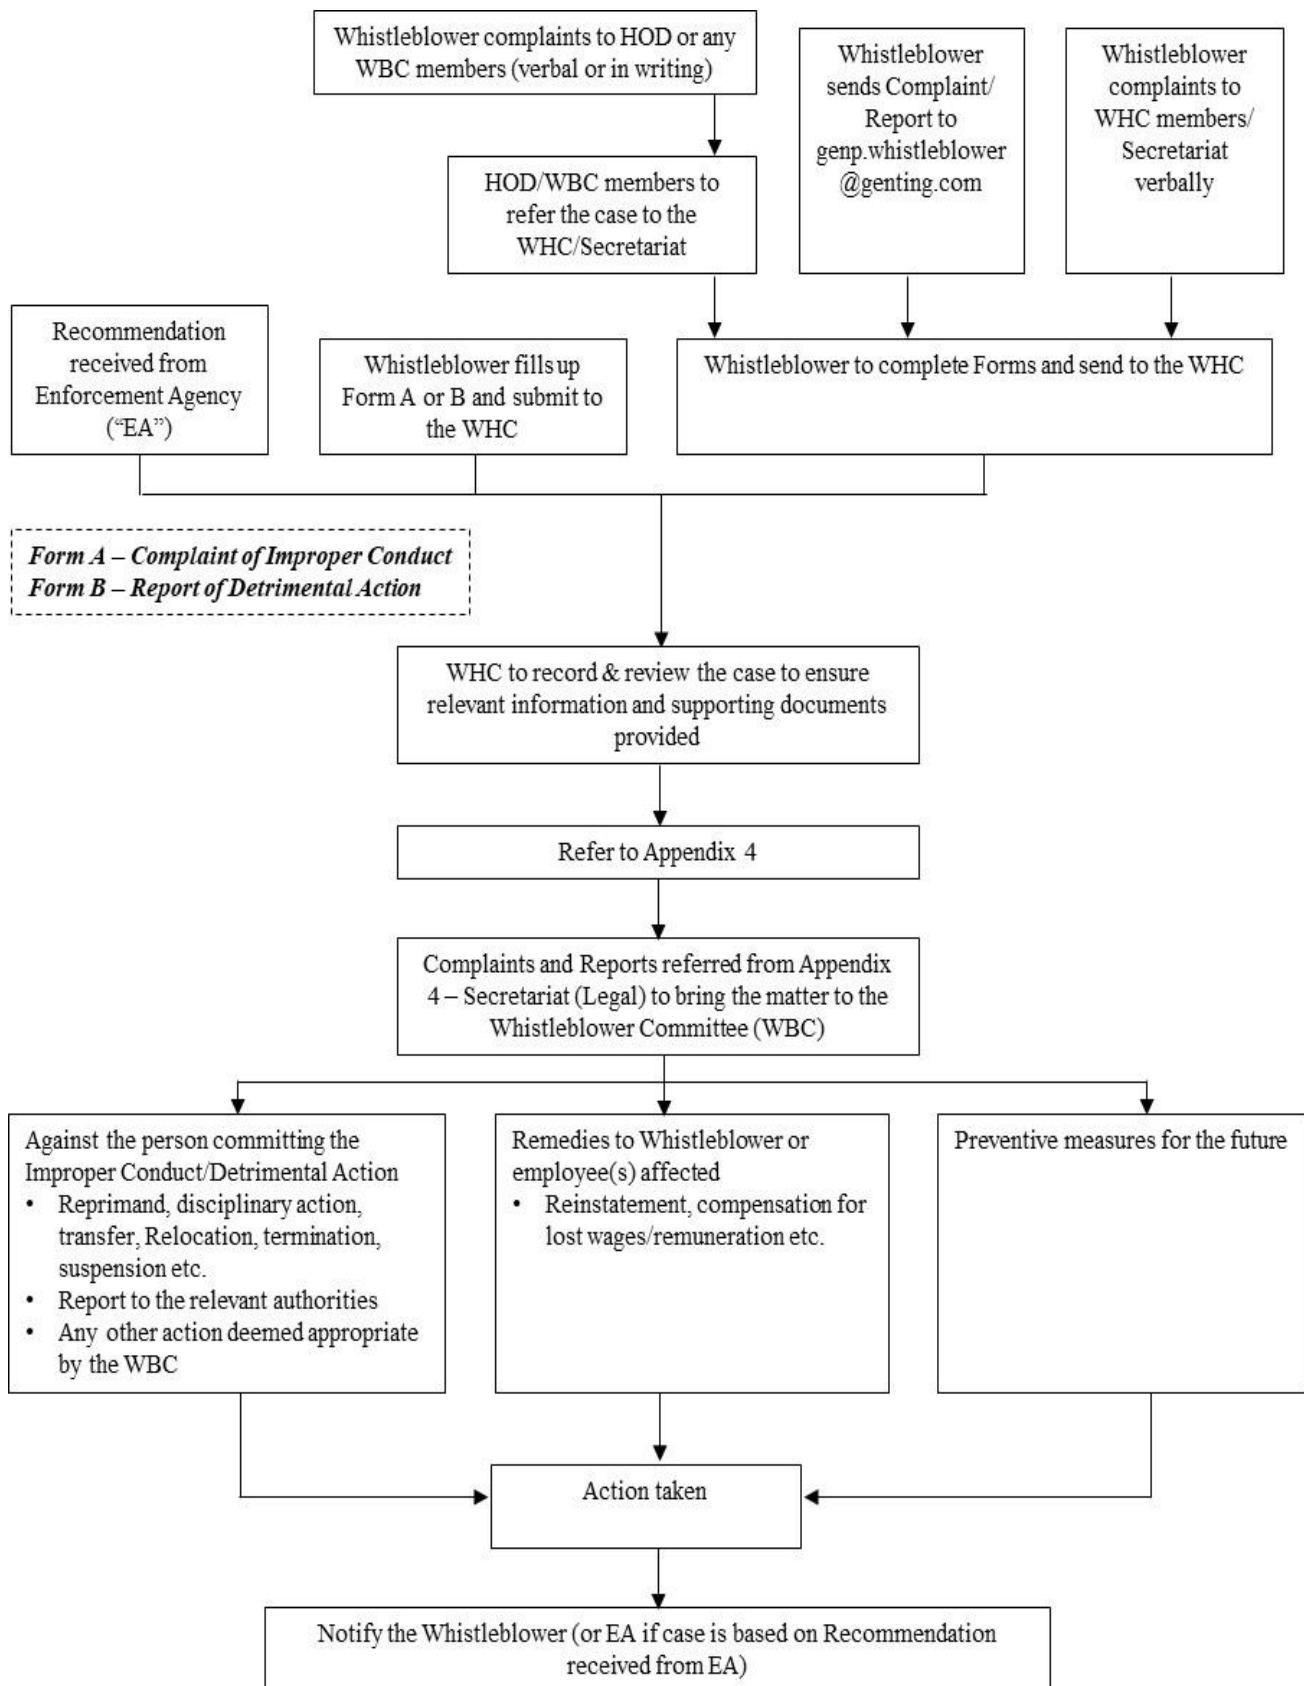 Whistleblower complaints to HOD or any
WBC members (verbal or in writing)
Whistleblower
sends Complaint/
Report to
genp.whistleblower
@genting.com
Whistleblower
complaints to
WHC members/
Secretariat
verbally
HOD/WBC members to
refer the case to the
WHC/Secretariat
Recommendation
received from
Enforcement Agency
(“EA”)
Whistleblower fills up
Form A or B and submit to
the WHC
Whistleblower to complete Forms and send to the WHC
Form A – Complaint of Improper Conduct
Form B – Report of Detrimental Action
WHC to record & review the case to ensure
relevant information and supporting documents
provided
Refer to Appendix 4
Complaints and Reports referred from Appendix
4 – Secretariat (Legal) to bring the matter to the
Whistleblower Committee (WBC)
Against the person committing the
Improper Conduct/Detrimental Action
• Reprimand, disciplinary action,
transfer, Relocation, termination,
suspension etc.
• Report to the relevant authorities
• Any other action deemed appropriate
by the WBC
Remedies to Whistleblower or
employee(s) affected
• Reinstatement, compensation for
lost wages/remuneration etc.
Preventive measures for the future
Action taken
Notify the Whistleblower (or EA if case is based on Recommendation
received from EA)